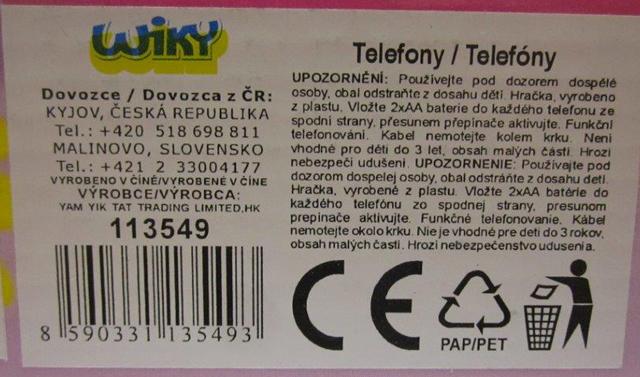 WiKY
Dovozce / Dovozca z ČR:
KYJOV, ČESKÁ REPUBLIKA
Tel.: +420 518 698 811
MALINOVO, SLOVENSKO
Tel.: +421 2 33004177
VYROBENO V ČÍNĚ/VYROBENÉ V ČÍNE
VÝROBCE/VÝROBCA:
YAM YIK TAT TRADING LIMITED,HK
113549
8 590331 135493
Telefony / Telefóny
UPOZORNĚNÍ: Používejte pod dozorem dospělé
osoby, obal odstraňte z dosahu dětí. Hračka, vyrobeno
z plastu. Vložte 2xAA baterie do každého telefonu ze
spodní strany, přesunem přepínače aktivujte. Funkční
telefonování. Kabel nemotejte kolem krku. Není
vhodné pro děti do 3 let, obsah malých částí. Hrozí
nebezpečí udušení. UPOZORNENIE: Používajte pod
dozorom dospelej osoby, obal odstráňte z dosahu detí.
Hračka, vyrobené z plastu. Vložte 2xAA batérie do
každého telefónu zo spodnej strany, presunom
prepínače aktivujte. Funkčné telefonovanie. Kábel
nemotejte okolo krku. Nie je vhodné pre deti do 3 rokov,
obsah malých častí. Hrozí nebezpečenstvo udusenia.
CE
PAP/PET